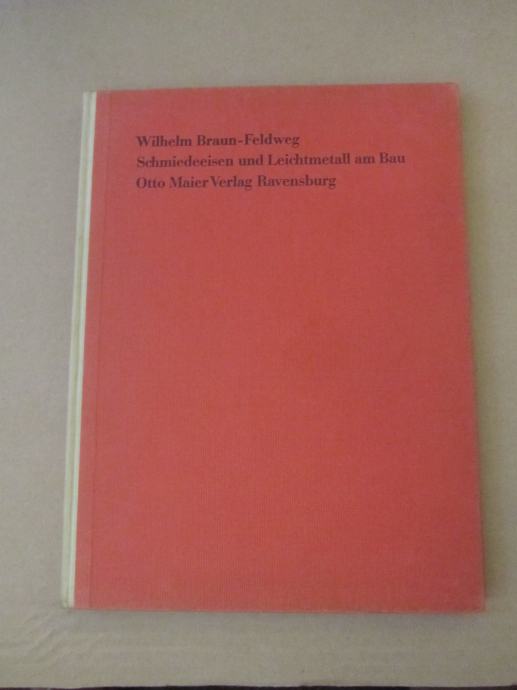 Wilhelm Braun-Feldweg
Schmiedeeisen und Leichtmetall am Bau
Otto Maier Verlag Ravensburg